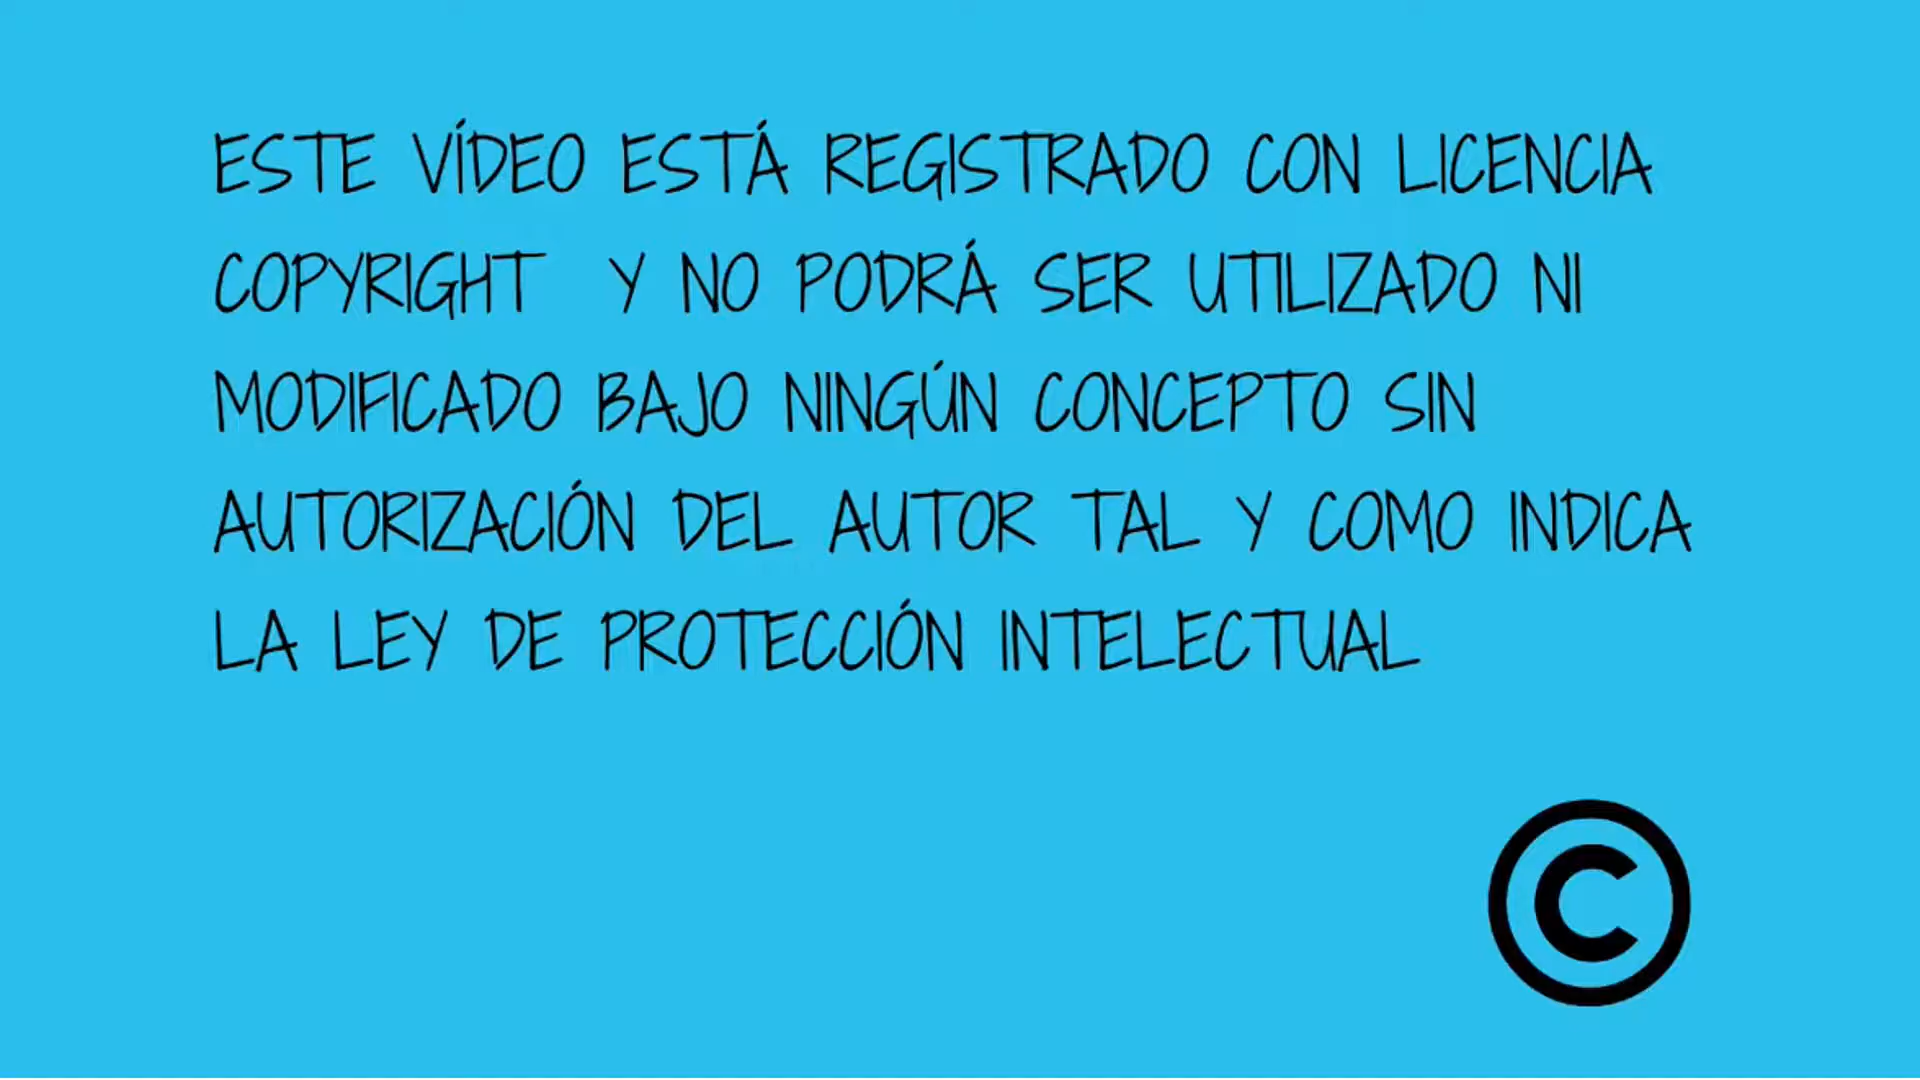 ESTE VÍDEO ESTÁ REGISTRADO CON LICENCIA
COPYRIGHT Y NO PODRÁ SER UTILIZADO NI
MODIFICADO BAJO NINGÚN CONCEPTO SIN
AUTORIZACIÓN DEL AUTOR TAL Y COMO INDICA
LA LEY DE PROTECCIÓN INTELECTUAL
©